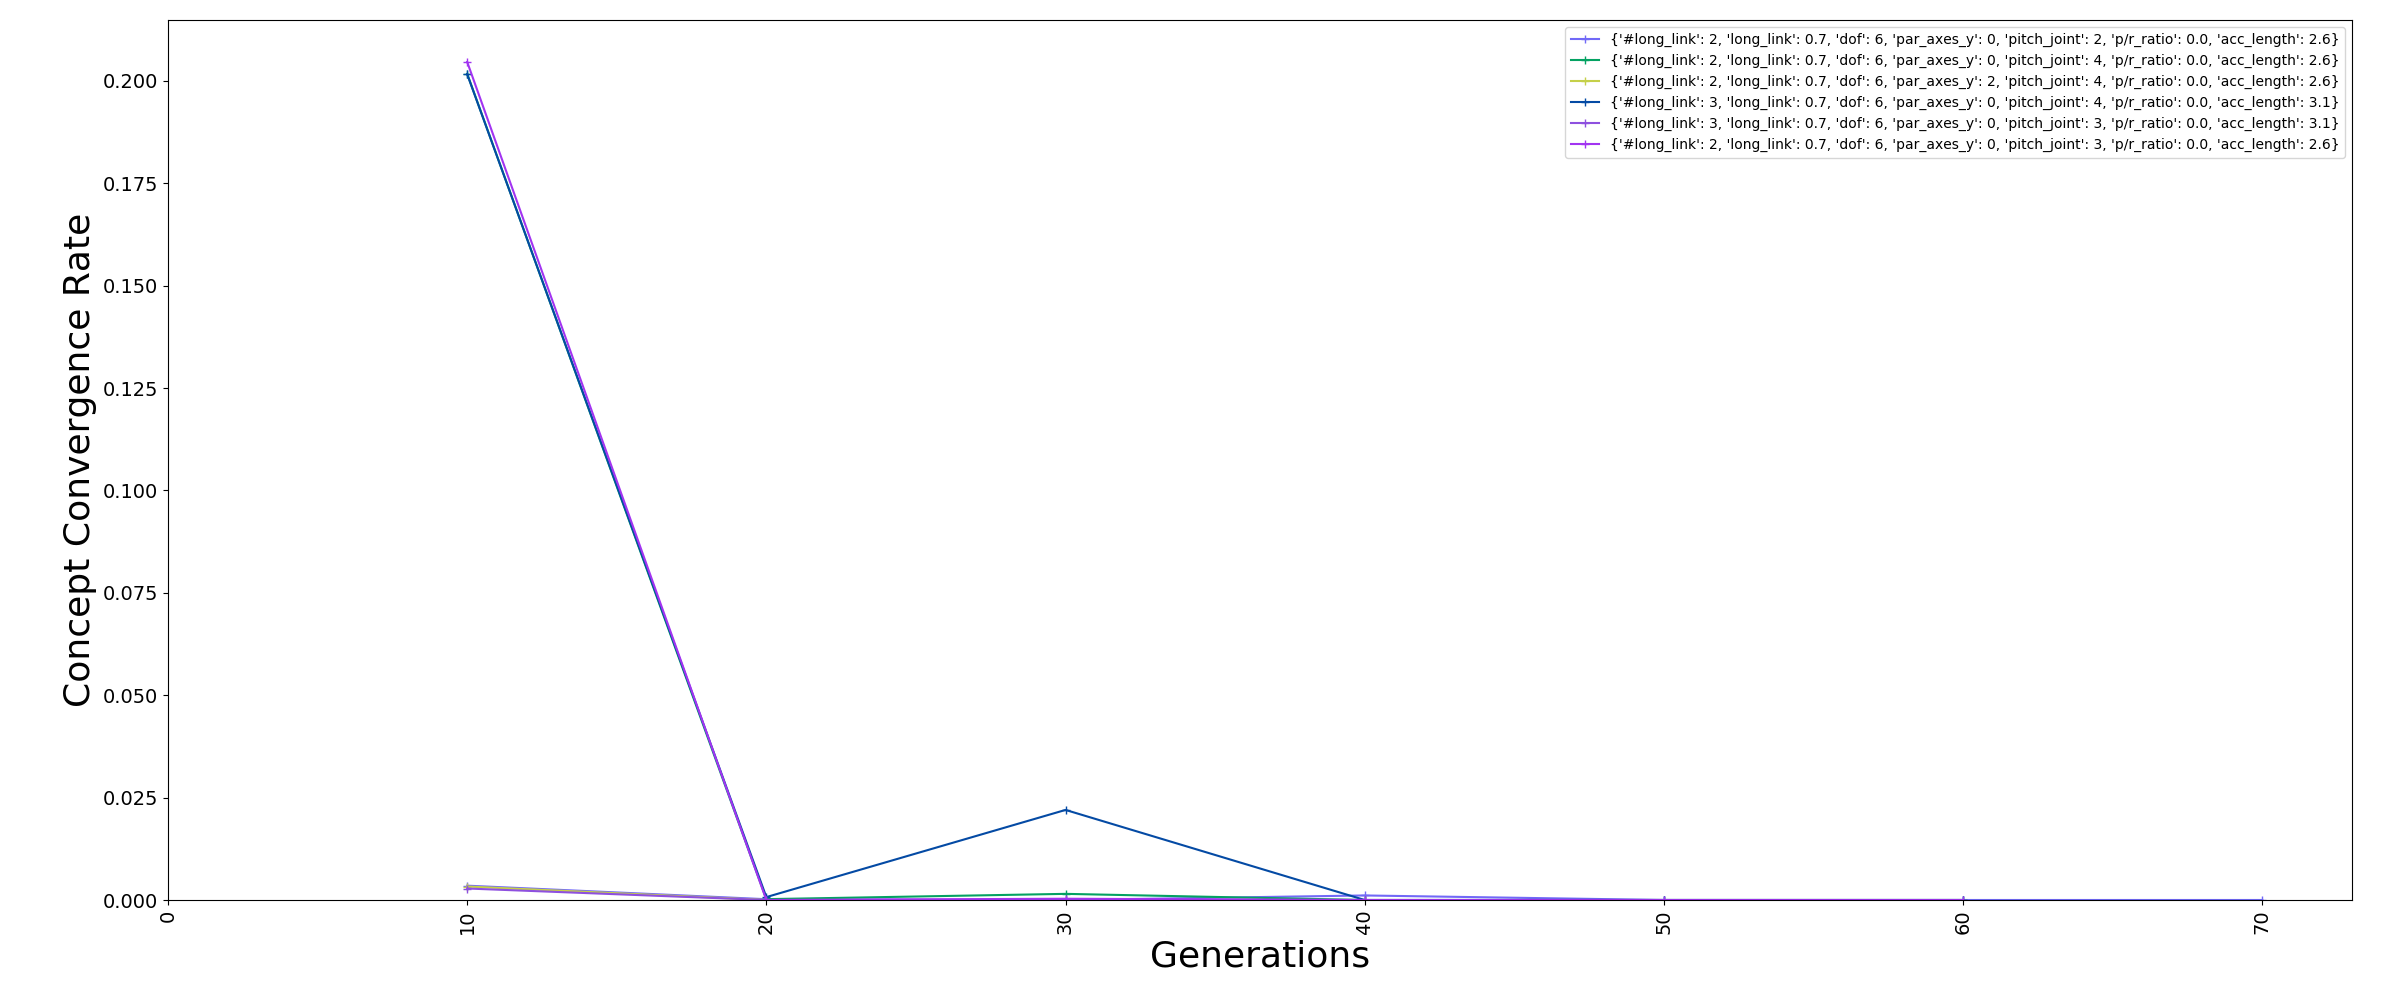 {'#long_link': 2, 'long_link': 0.7, 'dof': 6, 'par_axes_y': 0, 'pitch_joint': 2, 'p/r_ratio': 0.0, 'acc_length': 2.6}
{'#long_link': 2, 'long_link': 0.7, 'dof': 6, 'par_axes_y': 0, 'pitch_joint': 4, 'p/r_ratio': 0.0, 'acc_length': 2.6}
{'#long_link': 2, 'long_link': 0.7, 'dof': 6, 'par_axes_y': 2, 'pitch_joint': 4, 'p/r_ratio': 0.0, 'acc_length': 2.6}
{'#long_link': 3, 'long_link': 0.7, 'dof': 6, 'par_axes_y': 0, 'pitch_joint': 4, 'p/r_ratio': 0.0, 'acc_length': 3.1}
{'#long_link': 3, 'long_link': 0.7, 'dof': 6, 'par_axes_y': 0, 'pitch_joint': 3, 'p/r_ratio': 0.0, 'acc_length': 3.1}
{'#long_link': 2, 'long_link': 0.7, 'dof': 6, 'par_axes_y': 0, 'pitch_joint': 3, 'p/r_ratio': 0.0, 'acc_length': 2.6}
Concept Convergence Rate
0.200
0.175
0.150
0.125
0.100
0.075
0.050
0.025
0.000
0
10
20
30
40
50
60
70
Generations